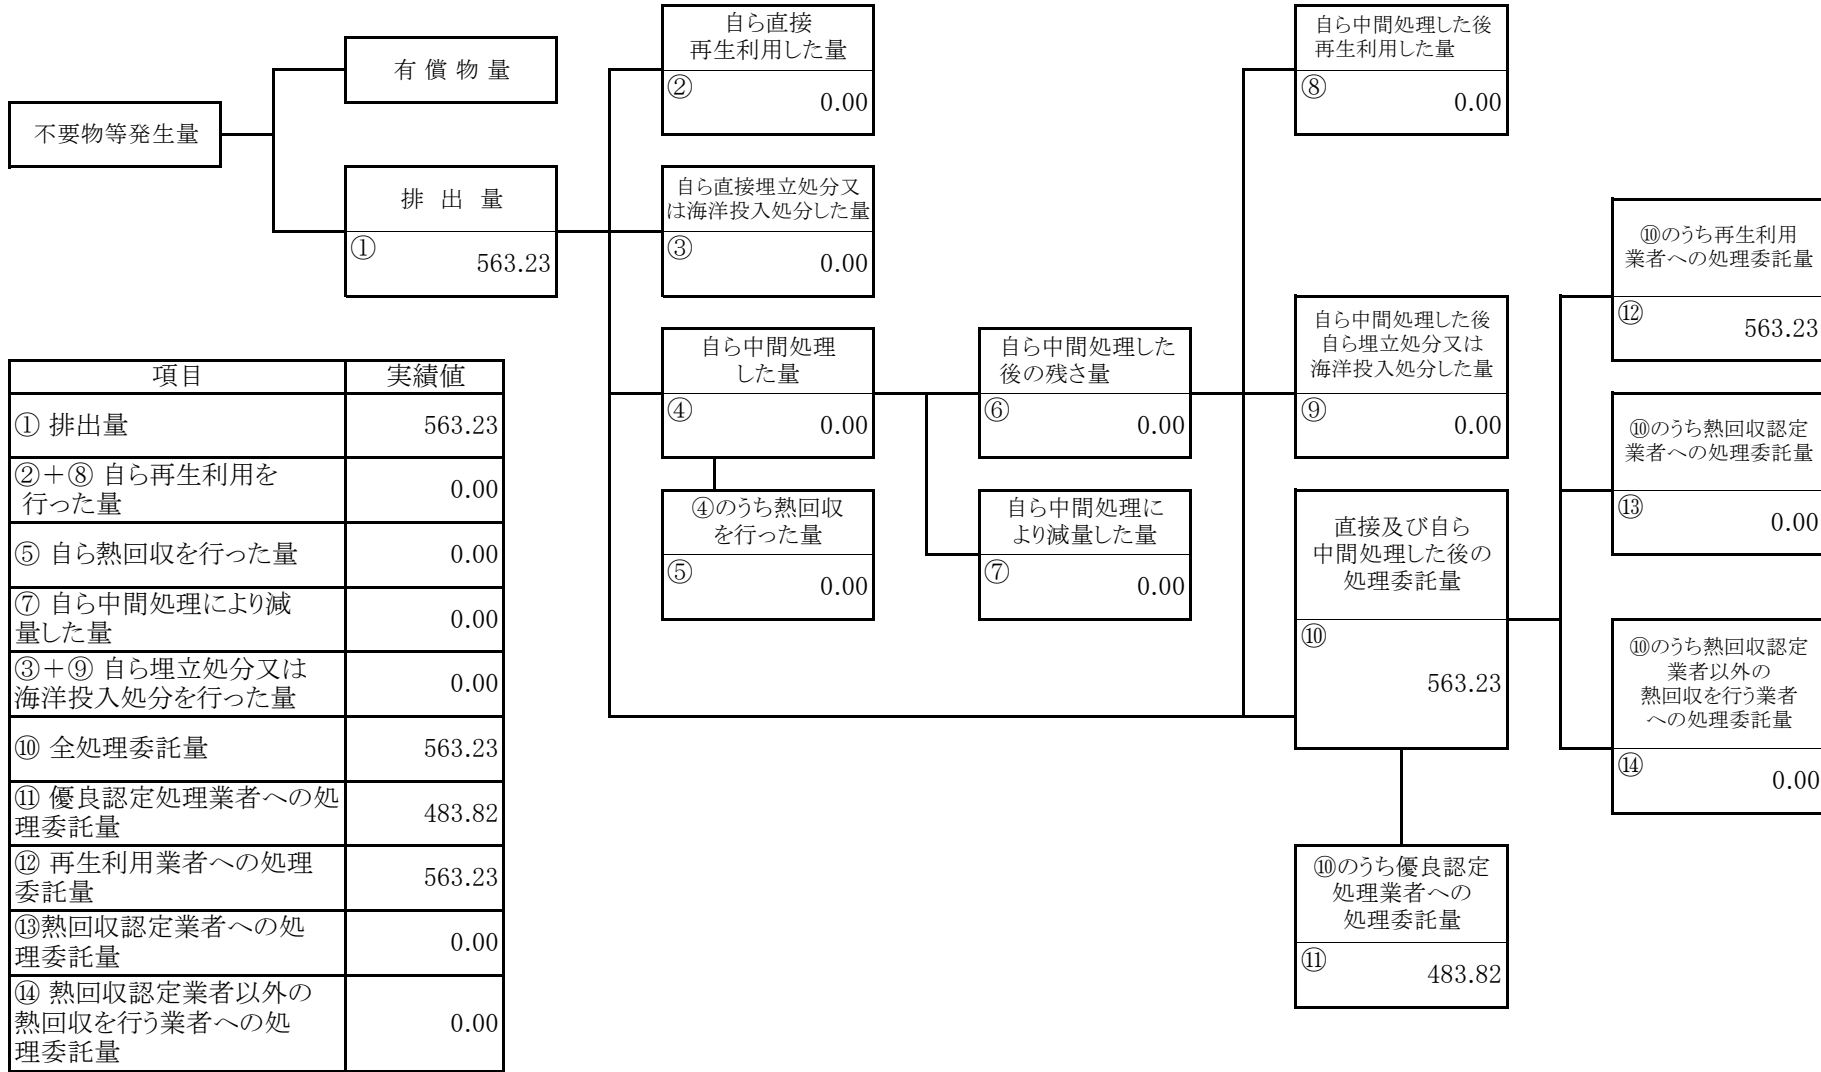 不要物等発生量
有 償 物 量
排 出 量
①
563.23
自ら直接
再生利用した量
②
0.00
自ら直接埋立処分又
は海洋投入処分した量
③
0.00
自ら中間処理
した量
④
0.00
④のうち熱回収
を行った量
⑤
0.00
自ら中間処理した
後の残さ量
⑥
0.00
自ら中間処理に
より減量した量
⑦
0.00
自ら中間処理した後
再生利用した量
⑧
0.00
自ら中間処理した後
自ら埋立処分又は
海洋投入処分した量
⑨
0.00
直接及び自ら
中間処理した後の
処理委託量
⑩
563.23
⑩のうち優良認定
処理業者への
処理委託量
⑪
483.82
⑩のうち再生利用
業者への処理委託量
⑫
563.23
⑩のうち熱回収認定
業者への処理委託量
⑬
0.00
⑩のうち熱回収認定
業者以外の
熱回収を行う業者
への処理委託量
⑭
0.00
項目 実績値
① 排出量 563.23
②+⑧ 自ら再生利用を
行った量 0.00
⑤ 自ら熱回収を行った量 0.00
⑦ 自ら中間処理により減
量した量 0.00
③+⑨ 自ら埋立処分又は
海洋投入処分を行った量 0.00
⑩ 全処理委託量 563.23
⑪ 優良認定処理業者への処
理委託量 483.82
⑫ 再生利用業者への処理
委託量 563.23
⑬熱回収認定業者への処
理委託量 0.00
⑭ 熱回収認定業者以外の
熱回収を行う業者への処
理委託量 0.00